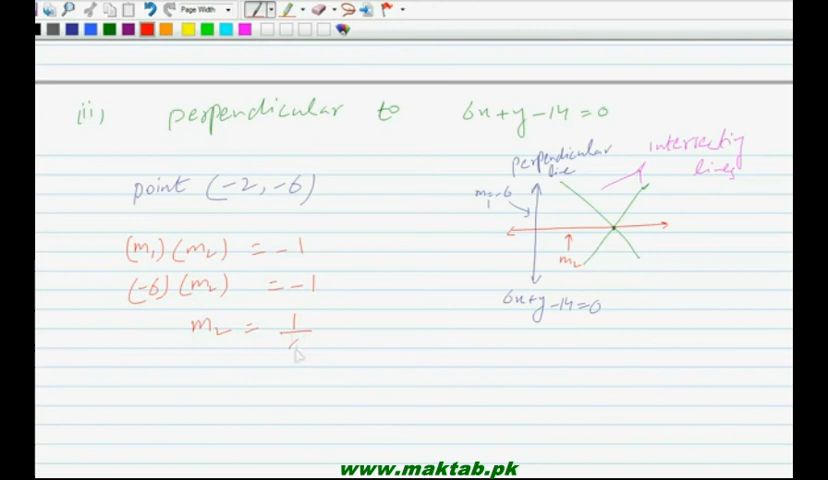 Page Width
(ii) perpendicular to 6x+y-14=0
point (-2,-6)
(m1)(m2) = -1
(-6)(m2) = -1
m2 = 1
perpendicular
line
intersecting
lines
m1=-6
m2
6x+y-14=0
www.maktab.pk